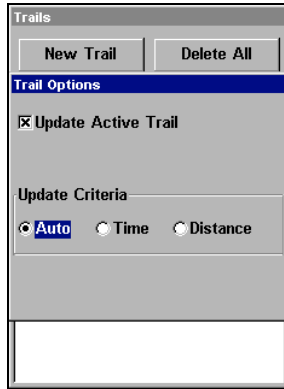 Trails
New Trail Delete All
Trail Options
Update Active Trail
Update Criteria
Auto Time Distance